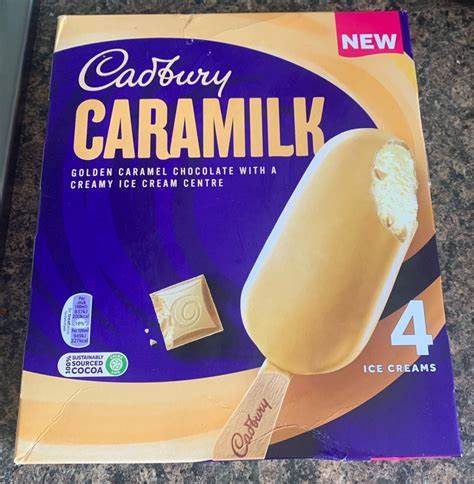 NEW
Cadbury
CARAMILK
GOLDEN CARAMEL CHOCOLATE WITH A
CREAMY ICE CREAM CENTRE
4
ICE CREAMS
100% SUSTAINABLY
SOURCED
COCOA
Cadbury